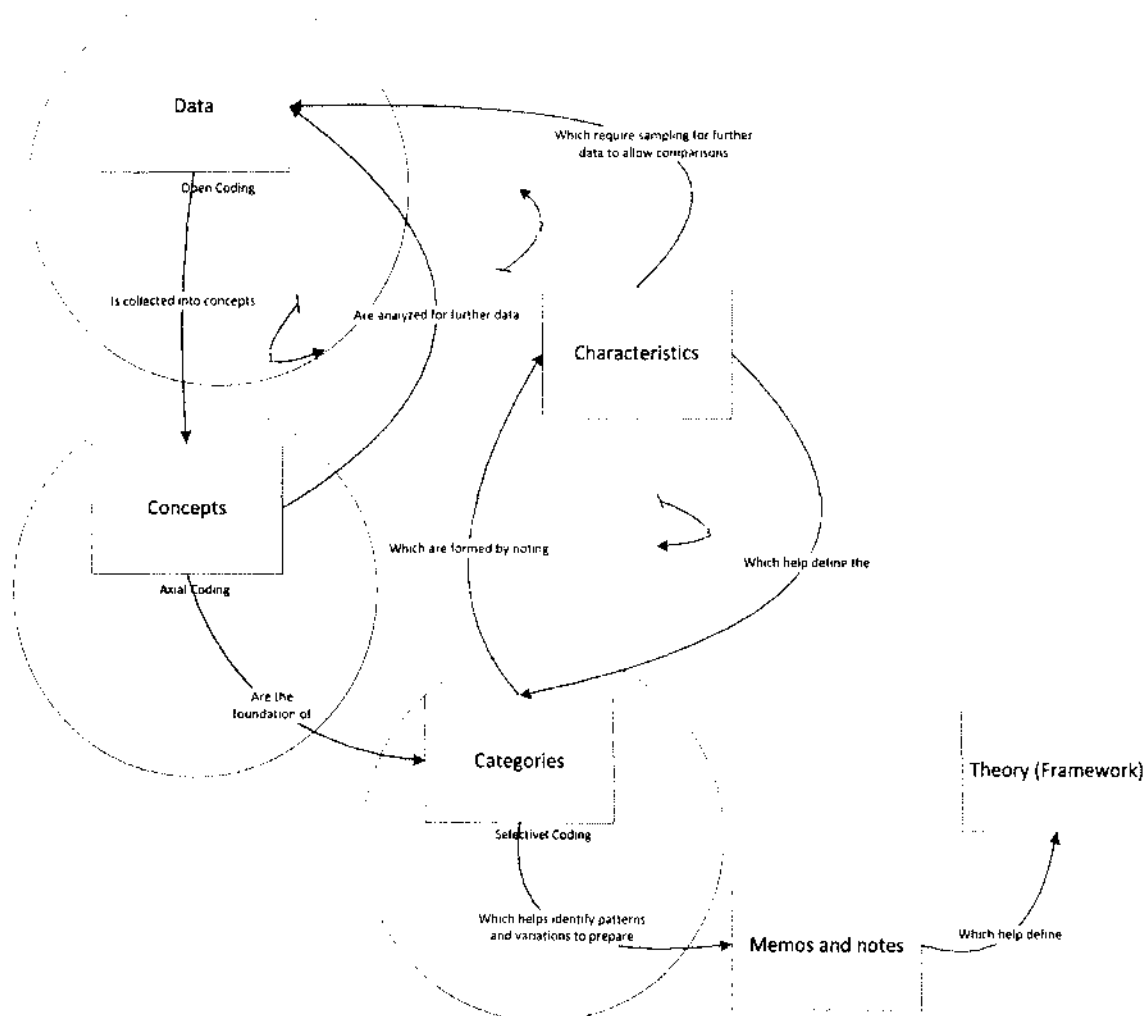 Data
Which require sampling for further
data to allow comparisons
Open Coding
Is collected into concepts
Are analyzed for further data
Characteristics
Concepts
Which are formed by noting
Which help define the
Axial Coding
Are the
foundation of
Categories
Theory (Framework)
Selectivet Coding
Which helps identify patterns
and variations to prepare
Memos and notes
Which help define